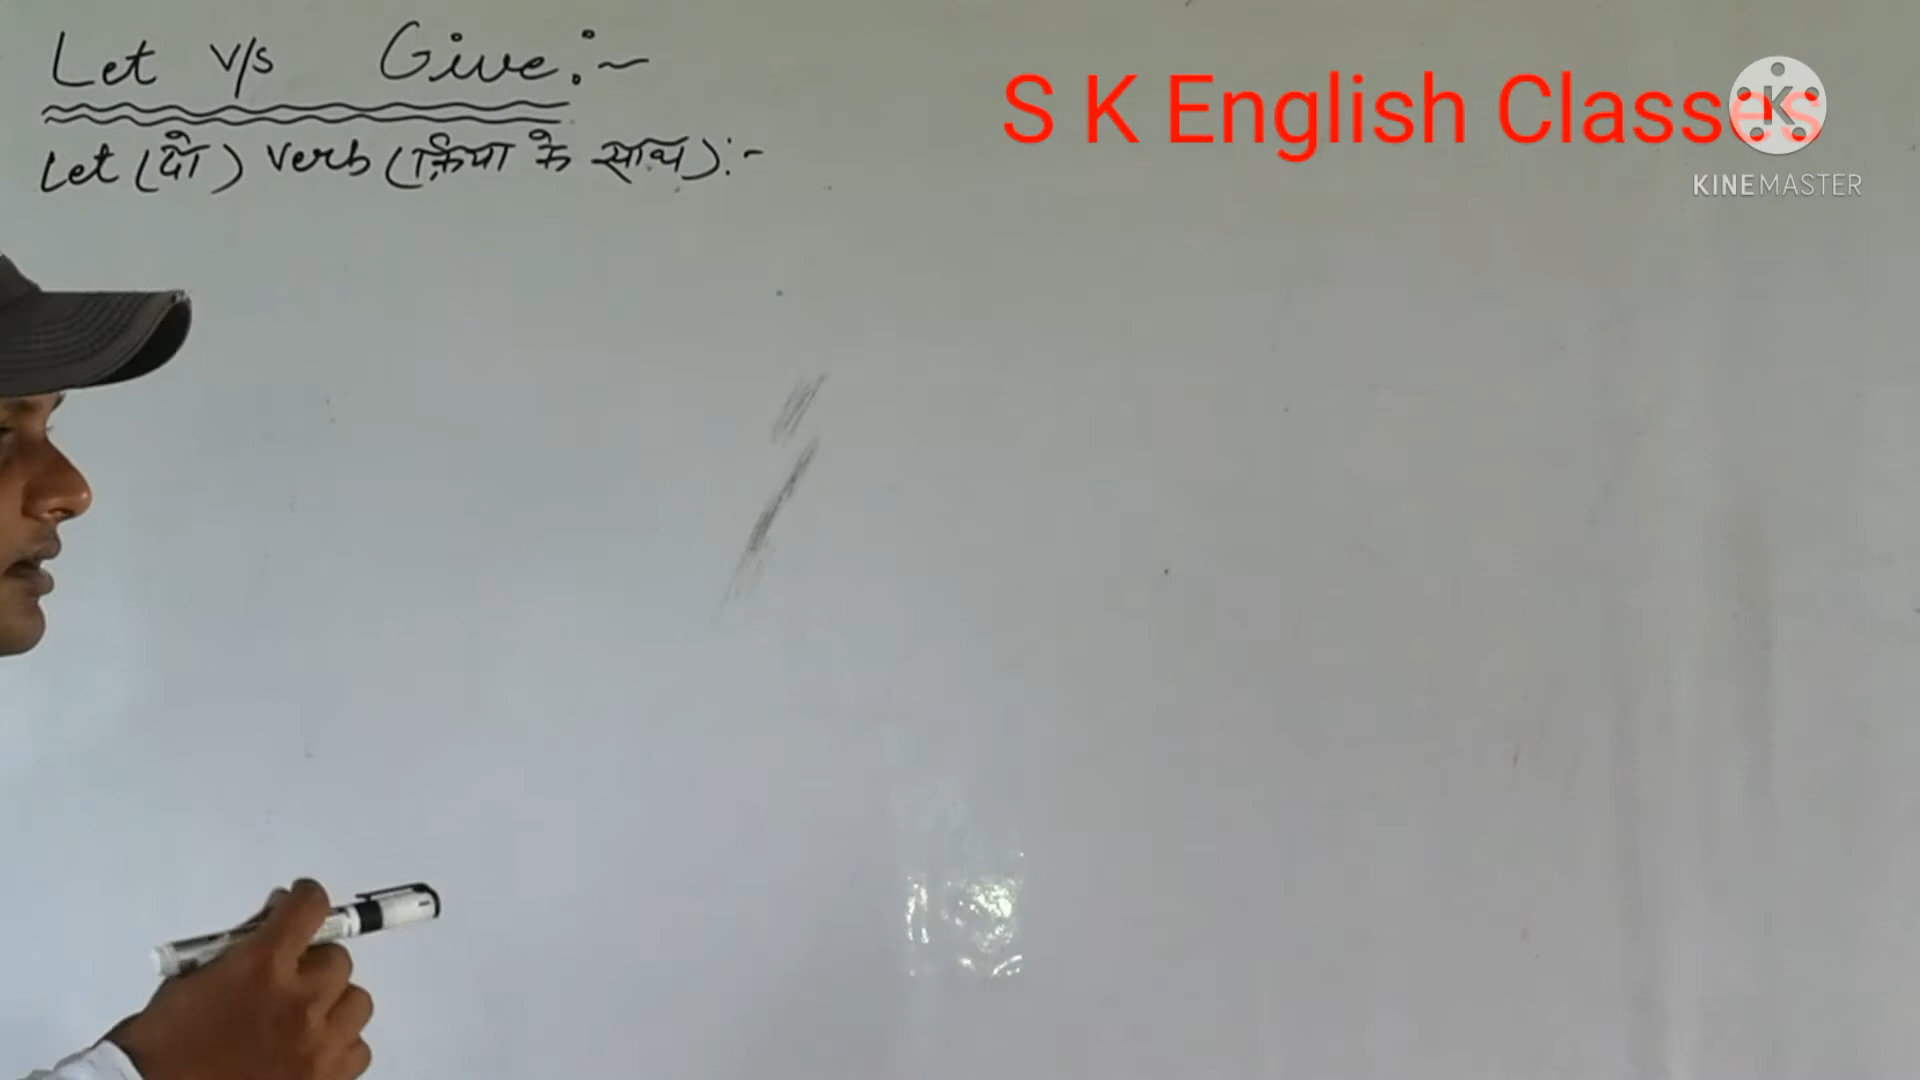 Let v/s Give:~
Let (दो) Verb (क्रिया के साथ):-
S K English Classes
K
KINEMASTER